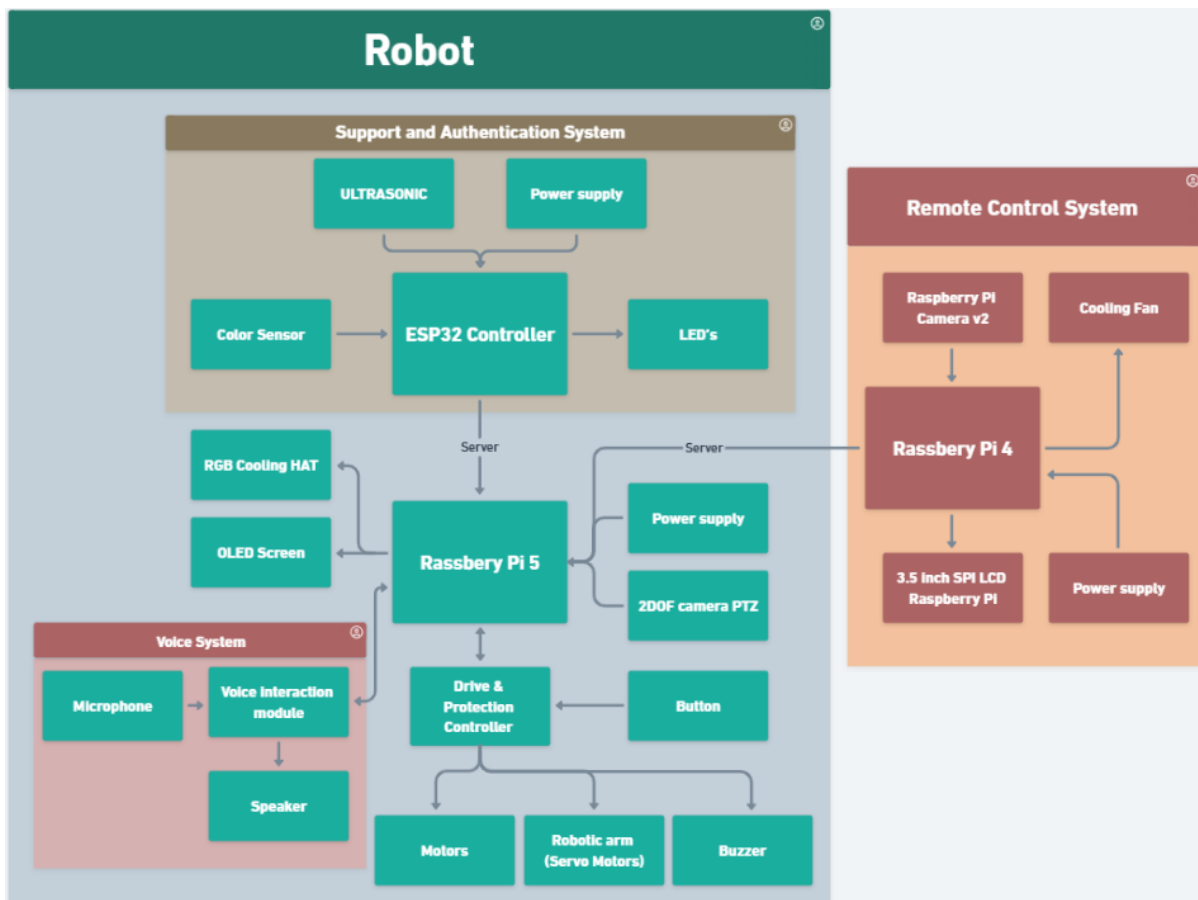 Robot
Support and Authentication System
ULTRASONIC
Power supply
Color Sensor
ESP32 Controller
LED's
Server
RGB Cooling HAT
OLED Screen
Rassbery Pi 5
Power supply
2DOF camera PTZ
Voice System
Microphone
Voice interaction
module
Speaker
Drive &
Protection
Controller
Button
Motors
Robotic arm
(Servo Motors)
Buzzer
Server
Remote Control System
Raspberry Pi
Camera v2
Cooling Fan
Rassbery Pi 4
3.5 inch SPI LCD
Raspberry Pi
Power supply